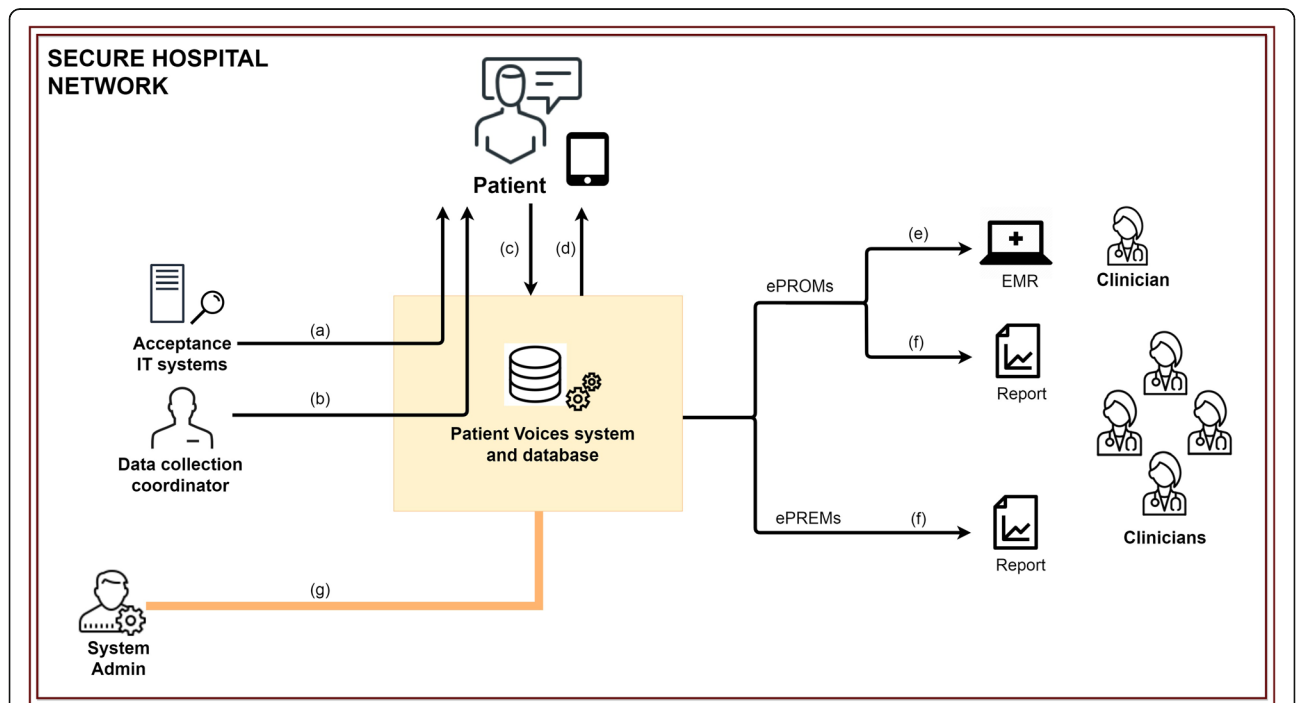 SECURE HOSPITAL
NETWORK
Patient
(c)
(d)
(a)
Acceptance
IT systems
(b)
Data collection
coordinator
Patient Voices system
and database
(g)
System
Admin
ePROMs
(e)
EMR
Clinician
(f)
Report
ePREMs
(f)
Report
Clinicians